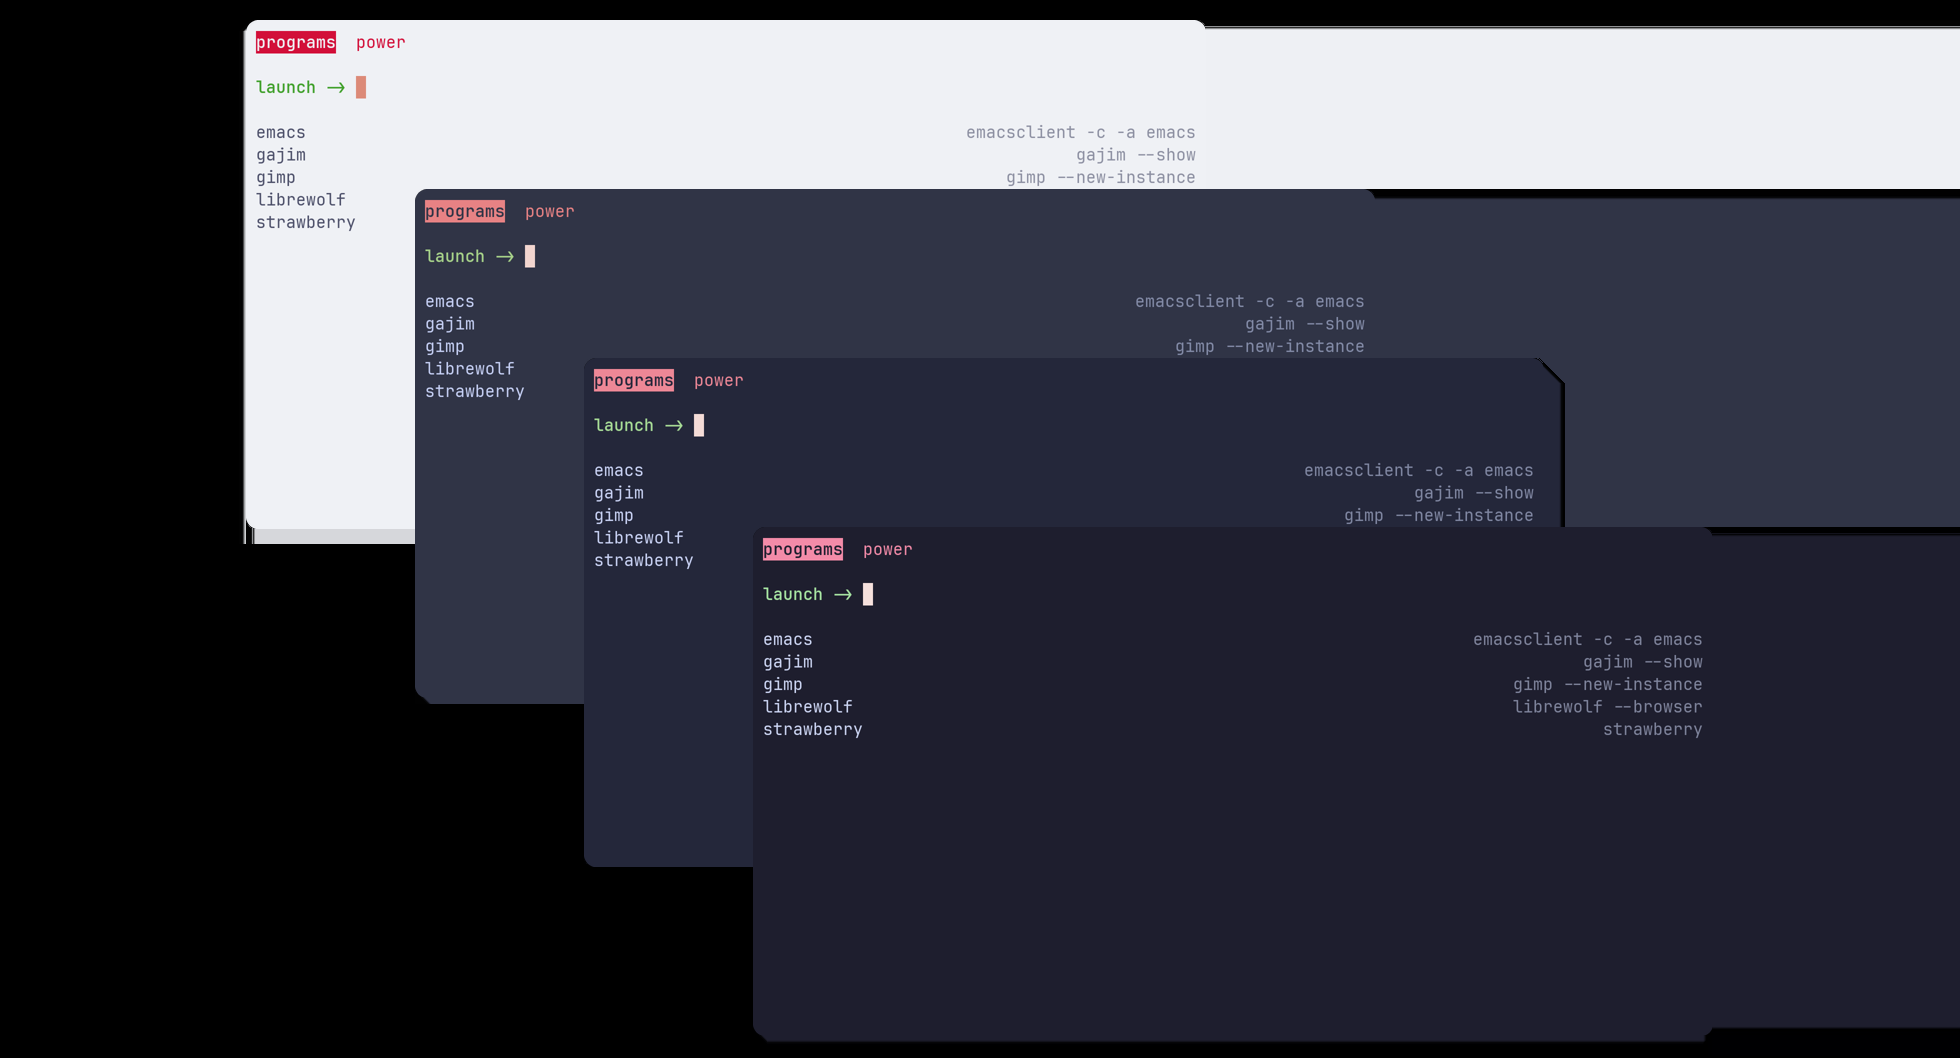 programs power
launch ->
emacs emacsclient -c -a emacs
gajim gajim --show
gimp gimp --new-instance
librewolf
strawberry
programs power
launch ->
emacs emacsclient -c -a emacs
gajim gajim --show
gimp gimp --new-instance
librewolf
strawberry
programs power
launch ->
emacs emacsclient -c -a emacs
gajim gajim --show
gimp gimp --new-instance
librewolf
strawberry
programs power
launch ->
emacs emacsclient -c -a emacs
gajim gajim --show
gimp gimp --new-instance
librewolf librewolf --browser
strawberry strawberry